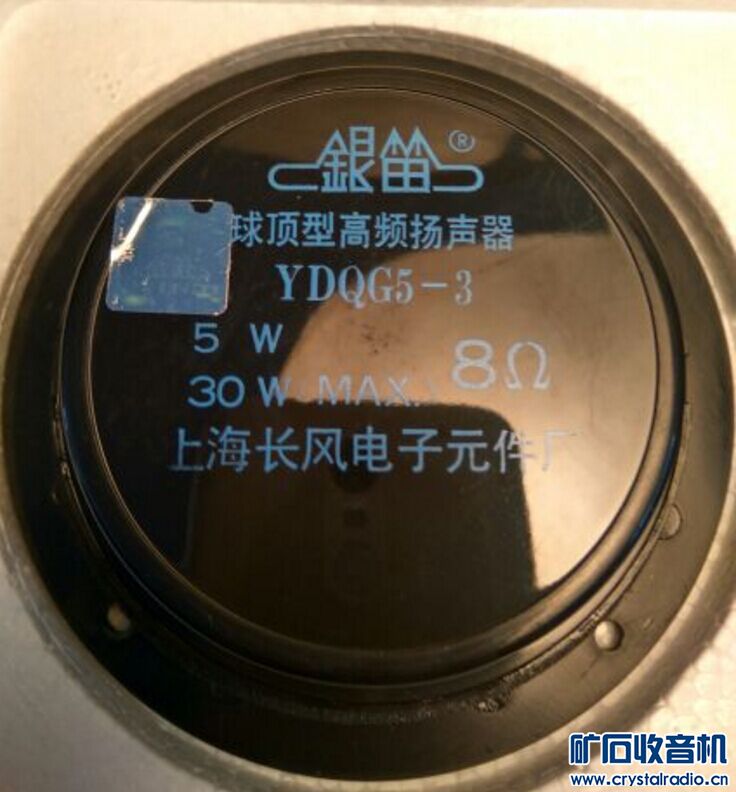 銀笛®
球顶型高频扬声器
YDQG5-3
5 W
30W(MAX.) 8Ω
上海长风电子元件厂
矿石收音机
www.crystalradio.cn